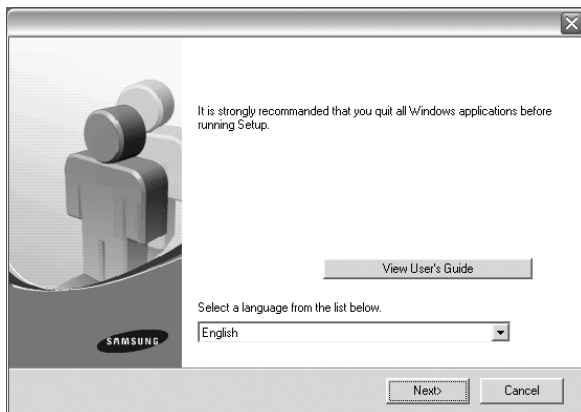 It is strongly recommanded that you quit all Windows applications before
running Setup.
View User's Guide
Select a language from the list below.
English
SAMSUNG
Next>
Cancel